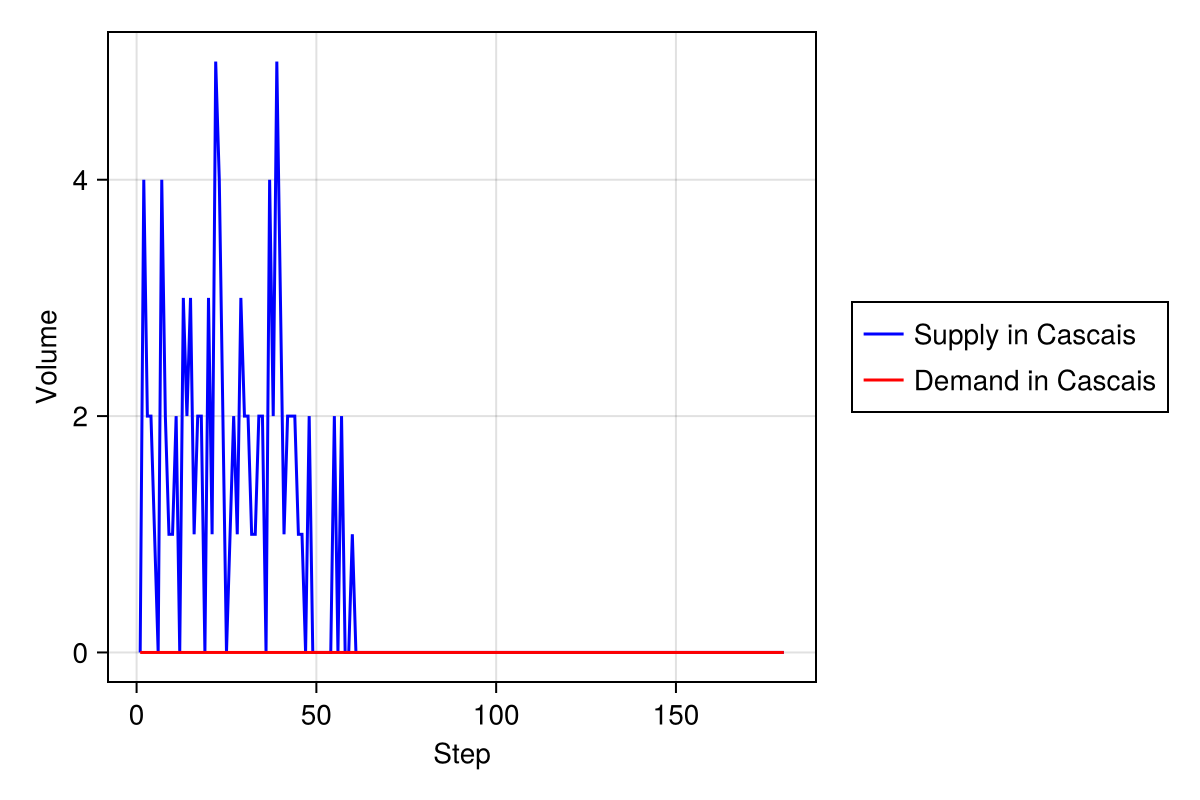 4
2
0
Volume
0 50 100 150
Step
Supply in Cascais
Demand in Cascais